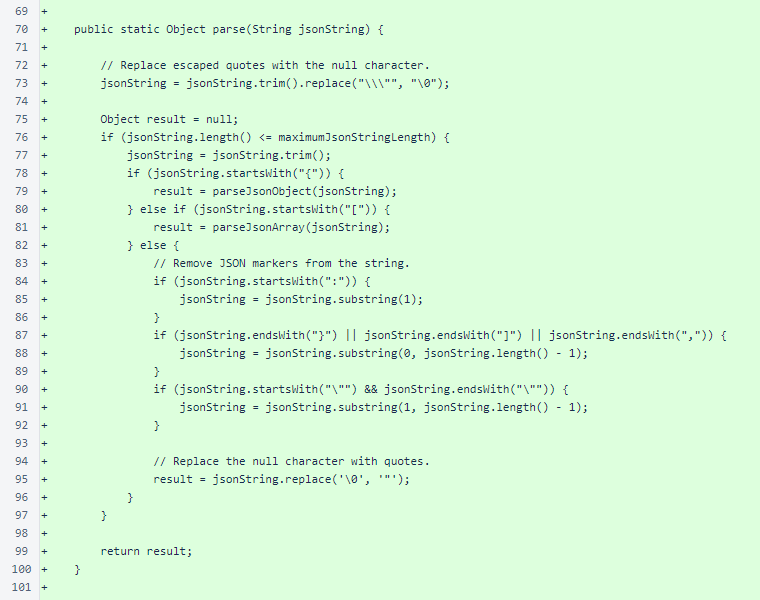 69 +
70 + public static Object parse(String jsonString) {
71 +
72 + // Replace escaped quotes with the null character.
73 + jsonString = jsonString.trim().replace("\\\"", "\0");
74 +
75 + Object result = null;
76 + if (jsonString.length() <= maximumJsonStringLength) {
77 + jsonString = jsonString.trim();
78 + if (jsonString.startsWith("{")) {
79 + result = parseJsonObject(jsonString);
80 + } else if (jsonString.startsWith("[")) {
81 + result = parseJsonArray(jsonString);
82 + } else {
83 + // Remove JSON markers from the string.
84 + if (jsonString.startsWith(":")) {
85 + jsonString = jsonString.substring(1);
86 + }
87 + if (jsonString.endsWith("}") || jsonString.endsWith("]") || jsonString.endsWith(",")) {
88 + jsonString = jsonString.substring(0, jsonString.length() - 1);
89 + }
90 + if (jsonString.startsWith("\"") && jsonString.endsWith("\"")) {
91 + jsonString = jsonString.substring(1, jsonString.length() - 1);
92 + }
93 +
94 + // Replace the null character with quotes.
95 + result = jsonString.replace('\0', '"');
96 + }
97 + }
98 +
99 + return result;
100 + }
101 +